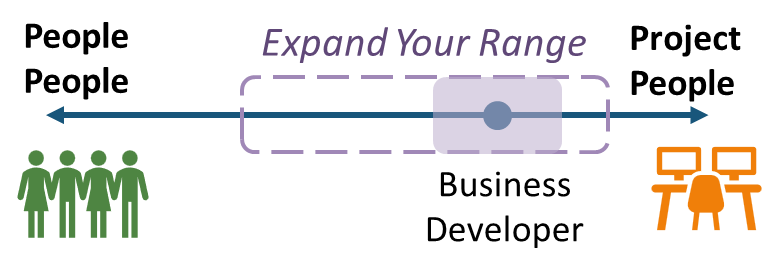 People
People
Expand Your Range
Project
People
Business
Developer